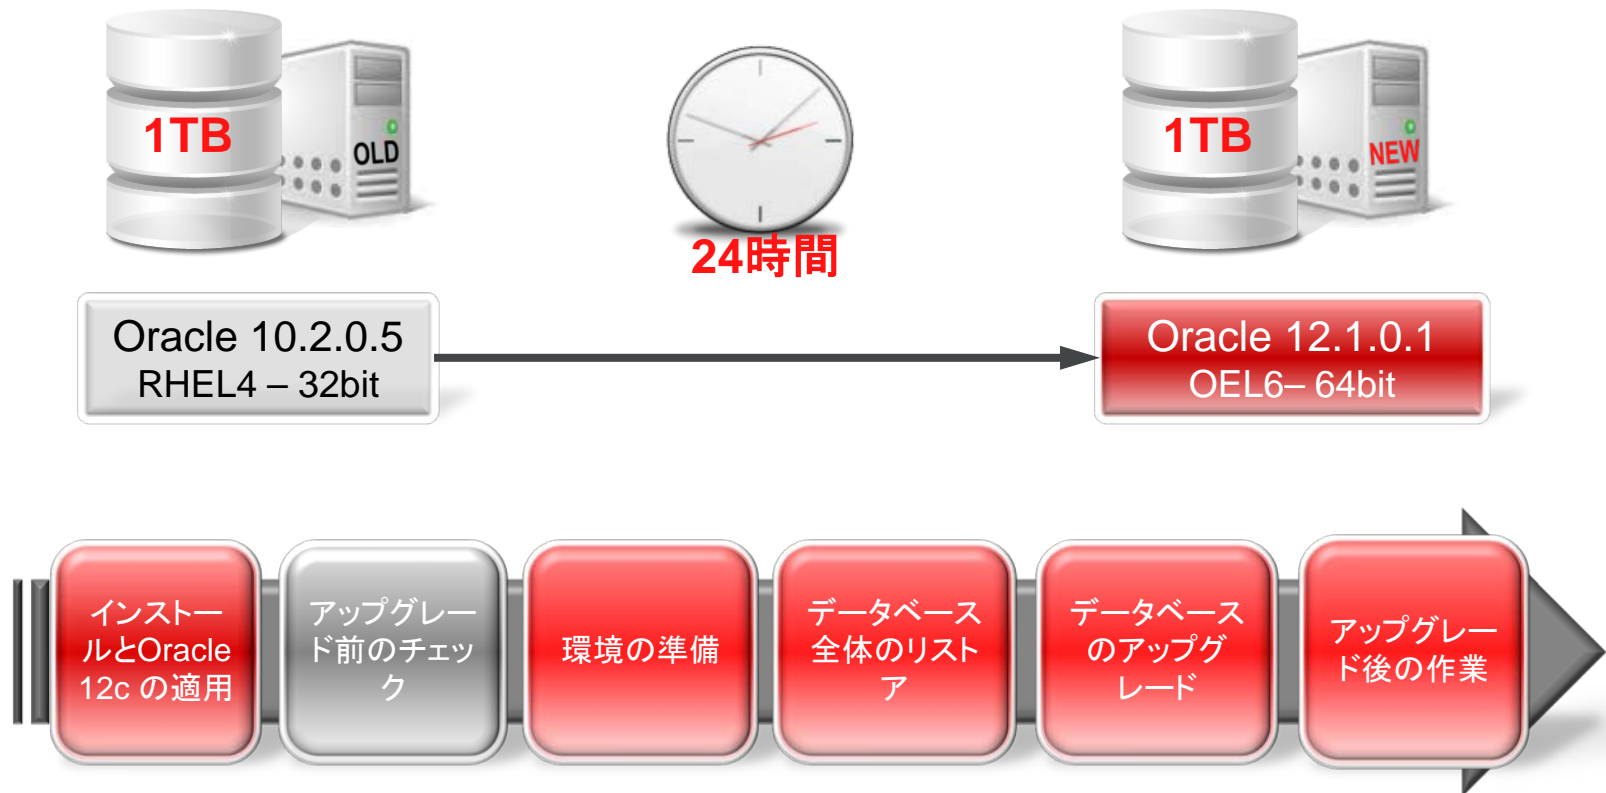 1TB
OLD
24時間
1TB
NEW
Oracle 10.2.0.5
RHEL4 – 32bit
Oracle 12.1.0.1
OEL6– 64bit
インストー
ルとOracle
12c の適用
アップグレー
ド前のチェッ
ク
環境の準備
データベース
全体のリスト
ア
データベース
のアップグ
レード
アップグレー
ド後の作業